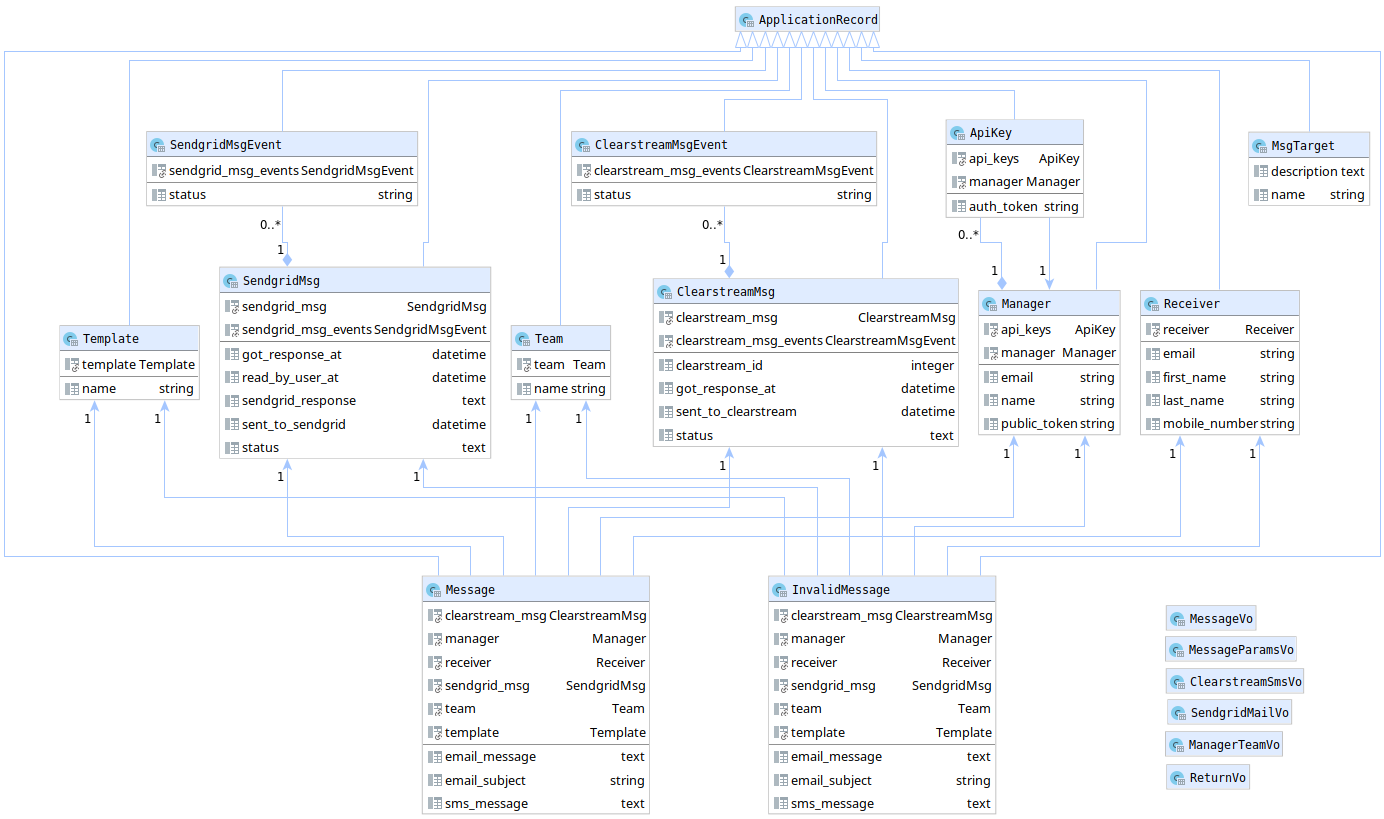 ApplicationRecord
SendgridMsgEvent
sendgrid_msg_events SendgridMsgEvent
status string
ClearstreamMsgEvent
clearstream_msg_events ClearstreamMsgEvent
status string
ApiKey
api_keys ApiKey
manager Manager
auth_token string
MsgTarget
description text
name string
0..*
1
0..*
1
0..*
1
1
SendgridMsg
sendgrid_msg SendgridMsg
sendgrid_msg_events SendgridMsgEvent
got_response_at datetime
read_by_user_at datetime
sendgrid_response text
sent_to_sendgrid datetime
status text
ClearstreamMsg
clearstream_msg ClearstreamMsg
clearstream_msg_events ClearstreamMsgEvent
clearstream_id integer
got_response_at datetime
sent_to_clearstream datetime
status text
Manager
api_keys ApiKey
manager Manager
email string
name string
public_token string
Receiver
receiver Receiver
email string
first_name string
last_name string
mobile_number string
Template
template Template
name string
Team
team Team
name string
1
1
1
1
1
1
1
1
1
1
1
1
Message
clearstream_msg ClearstreamMsg
manager Manager
receiver Receiver
sendgrid_msg SendgridMsg
team Team
template Template
email_message text
email_subject string
sms_message text
InvalidMessage
clearstream_msg ClearstreamMsg
manager Manager
receiver Receiver
sendgrid_msg SendgridMsg
team Team
template Template
email_message text
email_subject string
sms_message text
MessageVo
MessageParamsVo
ClearstreamSmsVo
SendgridMailVo
ManagerTeamVo
ReturnVo